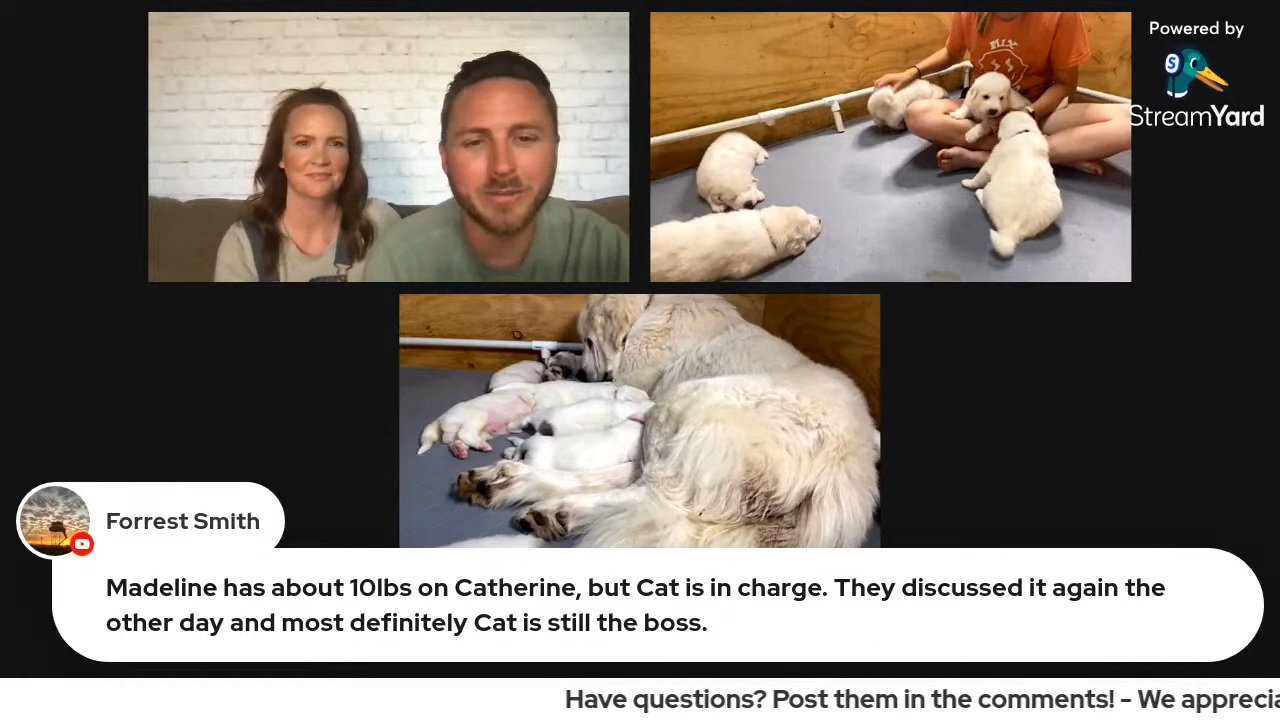 Powered by
StreamYard
Forrest Smith
Madeline has about 10lbs on Catherine, but Cat is in charge. They discussed it again the
other day and most definitely Cat is still the boss.
Have questions? Post them in the comments! - We apprecia